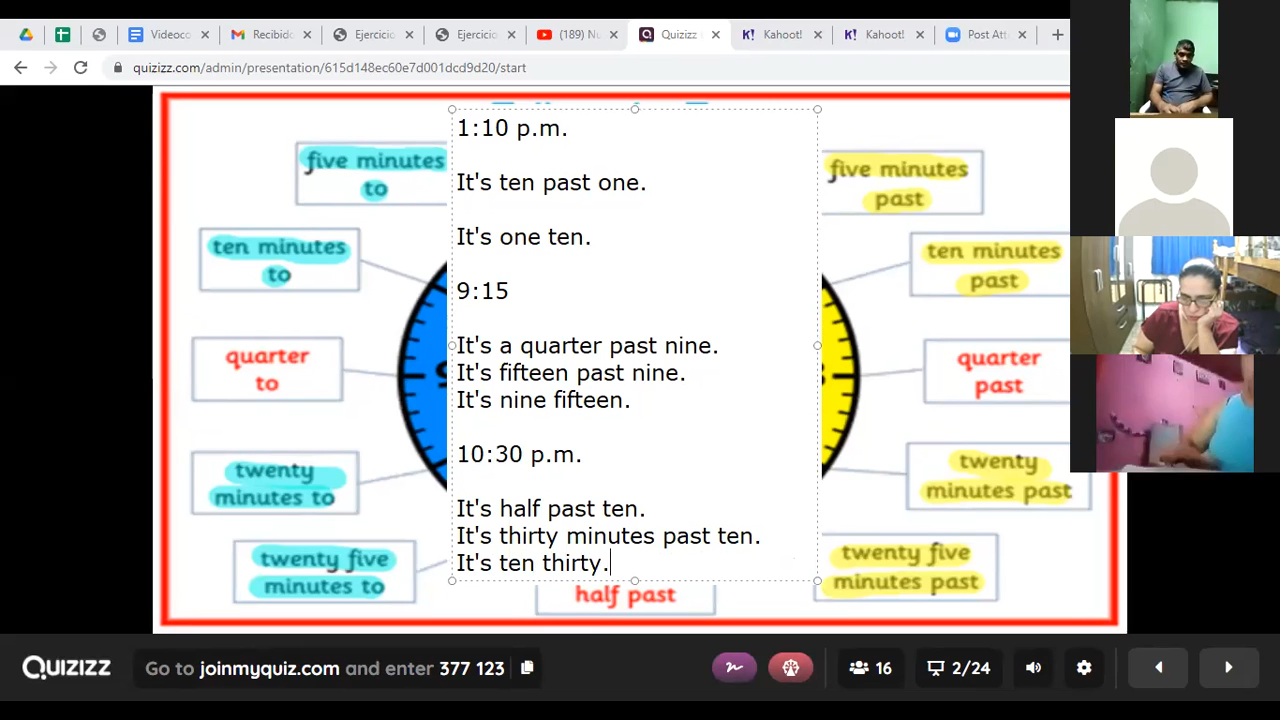 Videoc
Recibido
Ejercic
Ejercici
(189) Nu
Quizizz
Kahoot!
Kahoot!
Post Att
quizizz.com/admin/presentation/615d148ec60e7d001dcd9d20/start
five minutes
to
ten minutes
to
quarter
to
twenty
minutes to
twenty five
minutes to
1:10 p.m.
It's ten past one.
It's one ten.
9:15
It's a quarter past nine.
It's fifteen past nine.
It's nine fifteen.
10:30 p.m.
It's half past ten.
It's thirty minutes past ten.
It's ten thirty.
half past
five minutes
past
ten minutes
past
quarter
past
twenty
minutes past
twenty five
minutes past
Quizizz
Go to joinmyquiz.com and enter 377 123
16
2/24